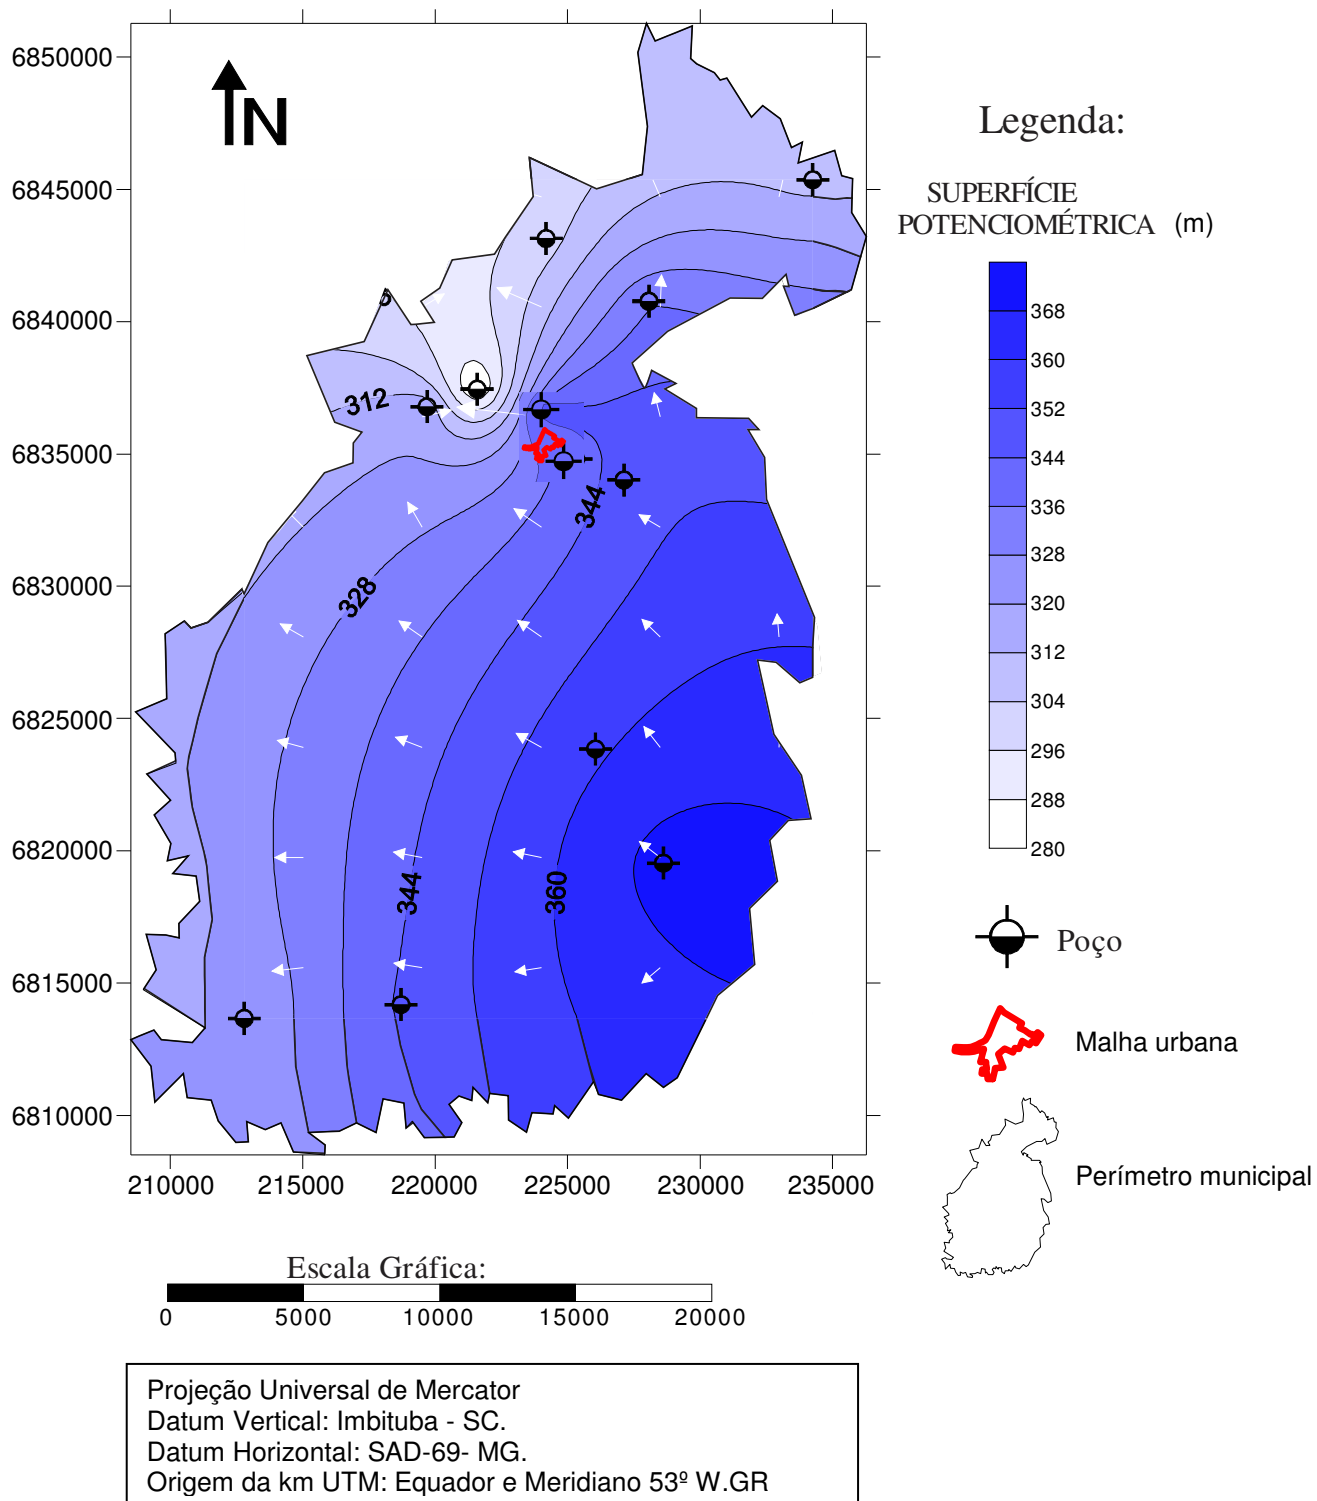 6850000
6845000
6840000
6835000
6830000
6825000
6820000
6815000
6810000
N
312
328
344
344
360
210000 215000 220000 225000 230000 235000
Legenda:
SUPERFÍCIE
POTENCIOMÉTRICA (m)
368
360
352
344
336
328
320
312
304
296
288
280
Poço
Malha urbana
Perímetro municipal
Escala Gráfica:
0 5000 10000 15000 20000
Projeção Universal de Mercator
Datum Vertical: Imbituba - SC.
Datum Horizontal: SAD-69- MG.
Origem da km UTM: Equador e Meridiano 53º W.GR